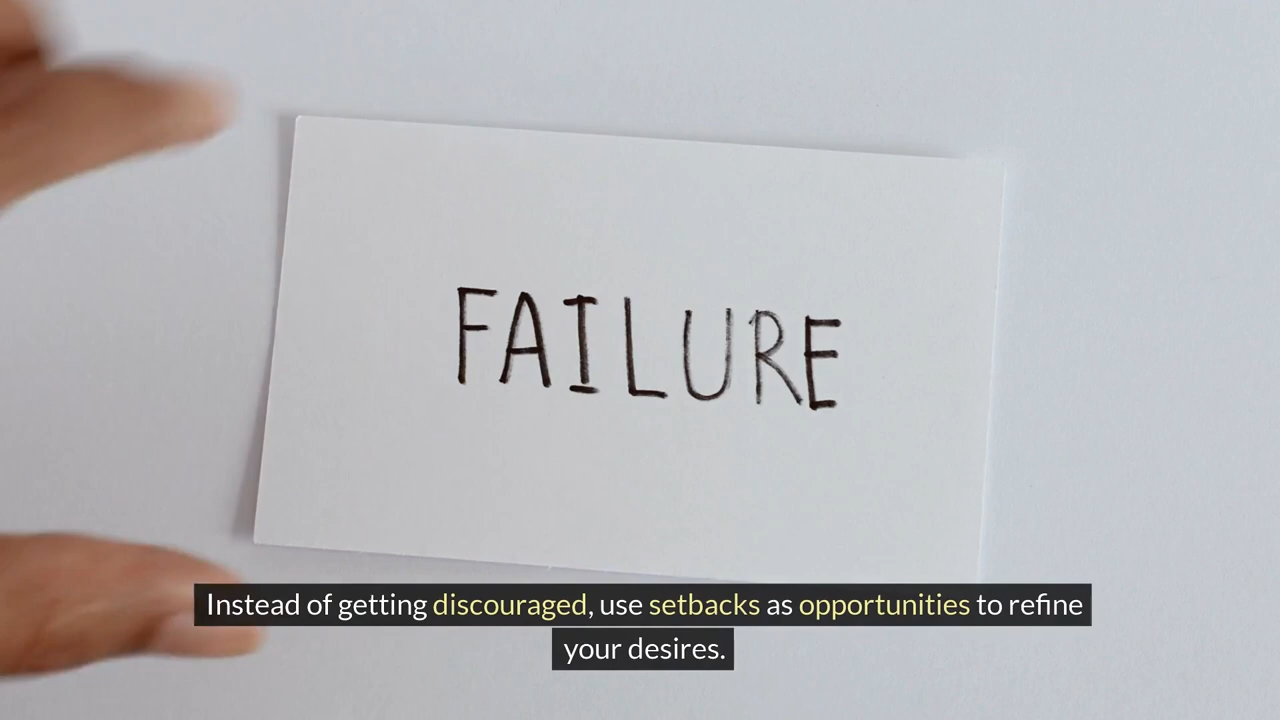 FAILURE
Instead of getting discouraged, use setbacks as opportunities to refine
your desires.